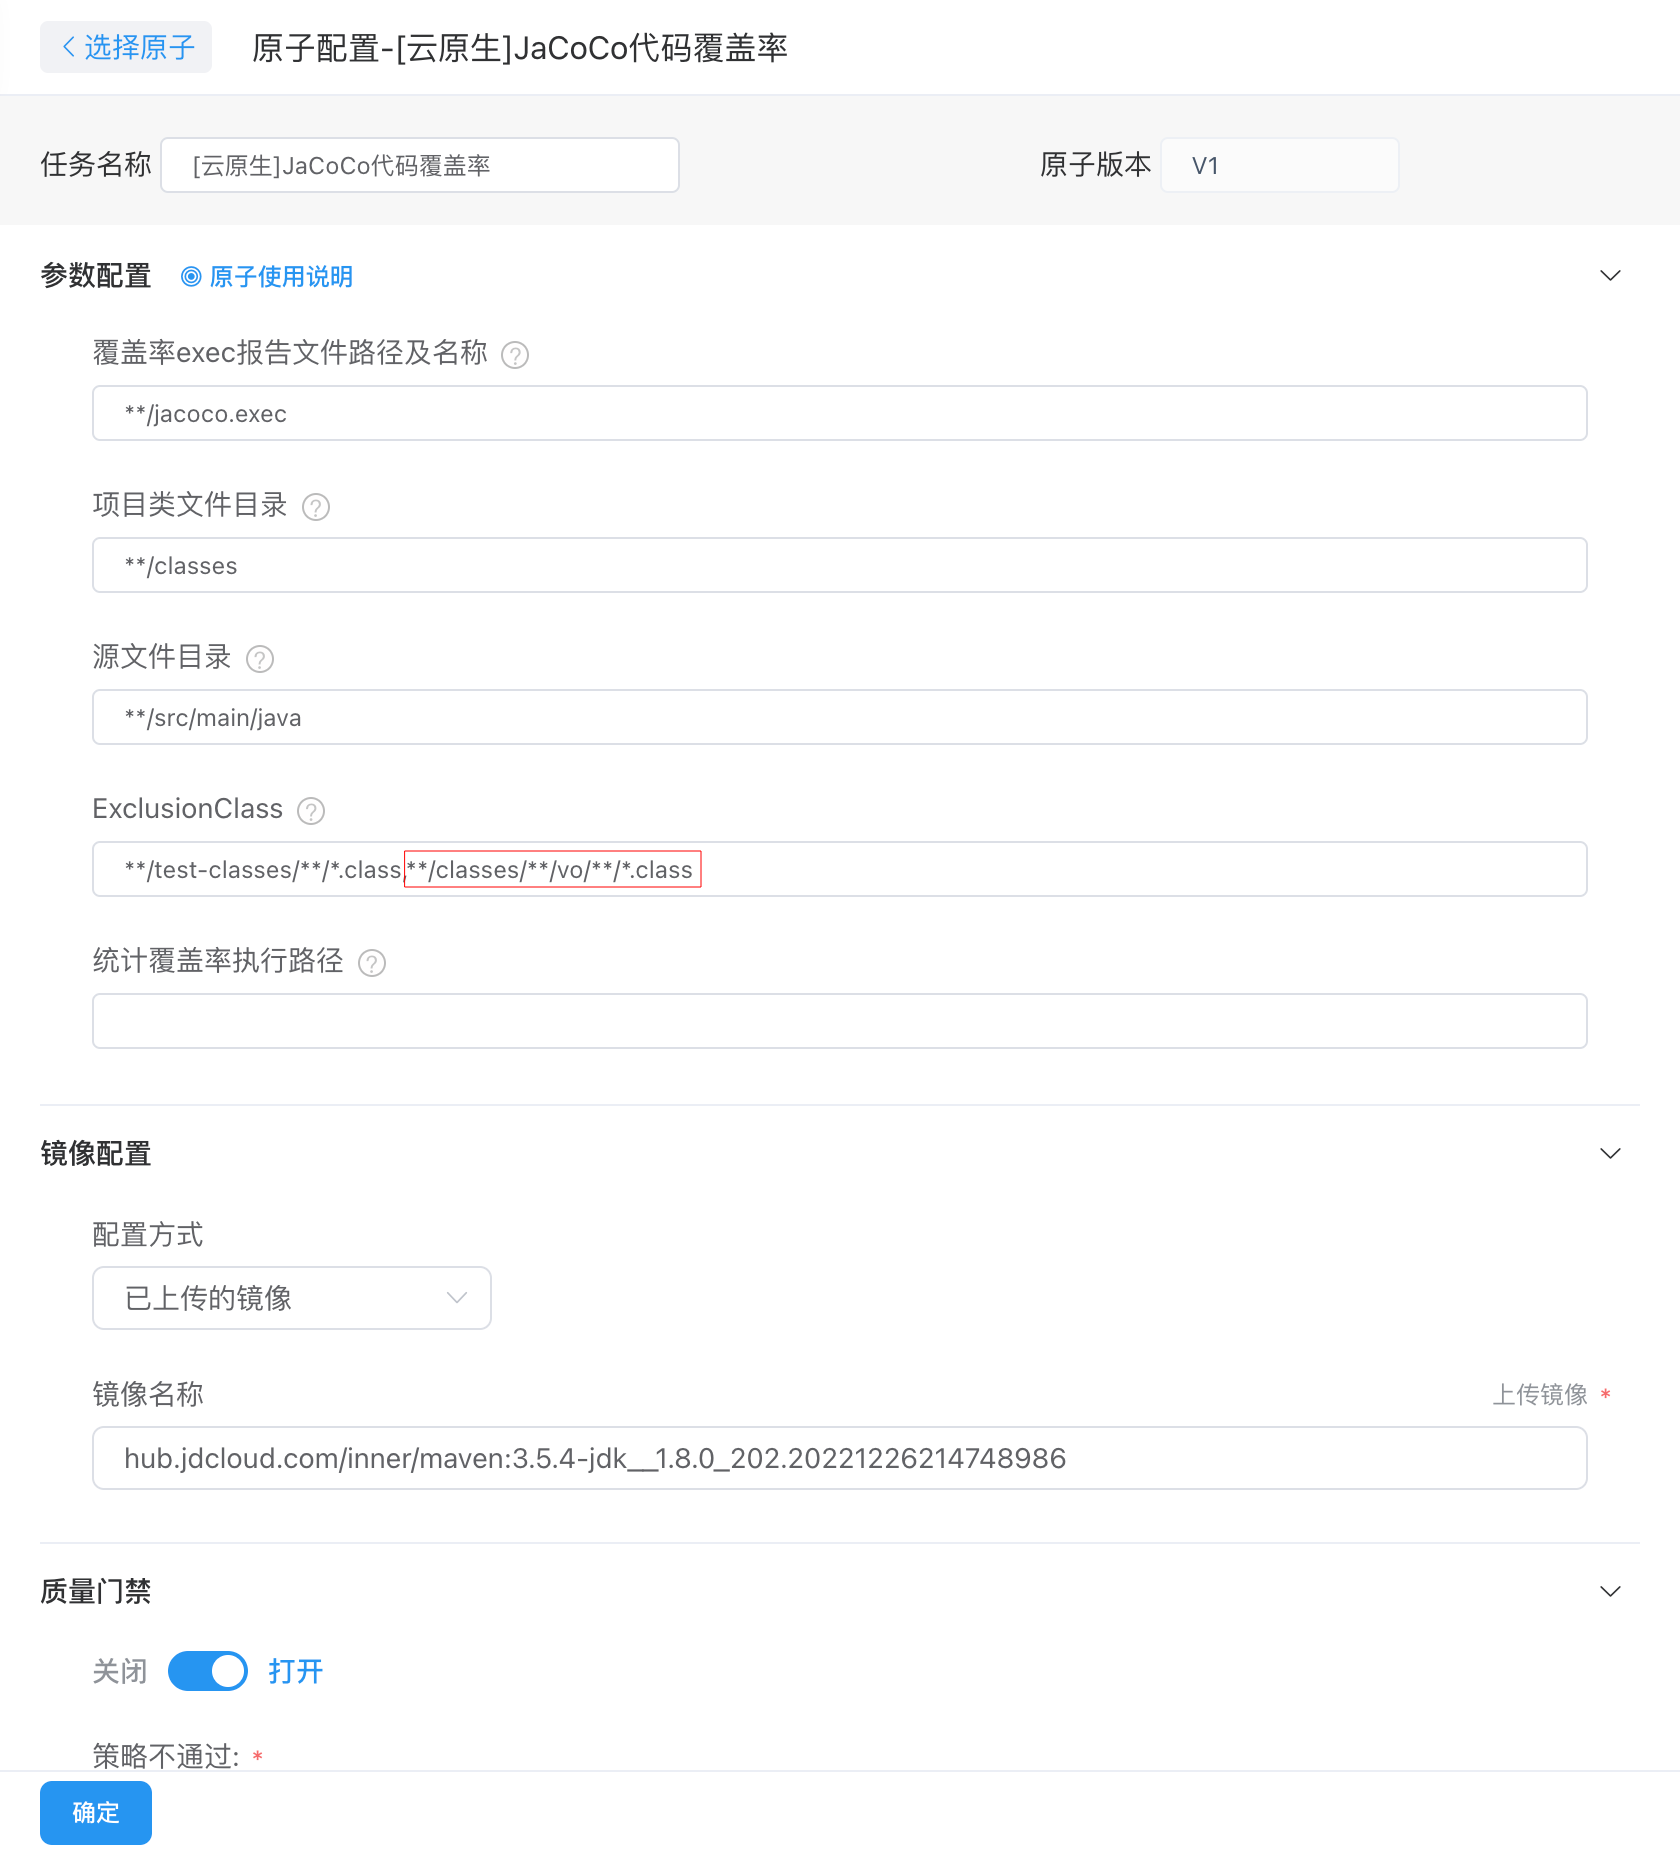 选择原子 原子配置-[云原生]JaCoCo代码覆盖率
任务名称 [云原生]JaCoCo代码覆盖率 原子版本 V1
参数配置 原子使用说明
覆盖率exec报告文件路径及名称 ?
**/jacoco.exec
项目类文件目录 ?
**/classes
源文件目录 ?
**/src/main/java
ExclusionClass ?
**/test-classes/**/*.class,**/classes/**/vo/**/*.class
统计覆盖率执行路径 ?
镜像配置
配置方式
已上传的镜像
镜像名称 上传镜像 *
hub.jdcloud.com/inner/maven:3.5.4-jdk__1.8.0_202.20221226214748986
质量门禁
关闭 打开
策略不通过: *
确定